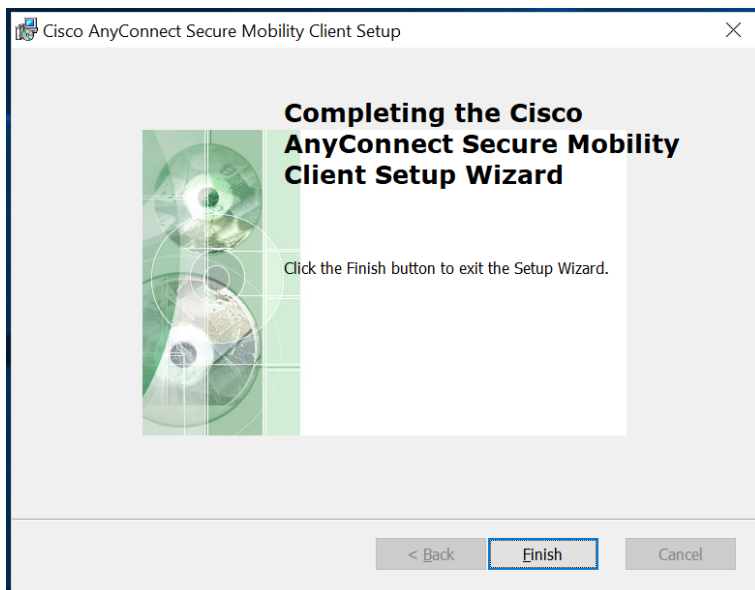 Cisco AnyConnect Secure Mobility Client Setup
Completing the Cisco
AnyConnect Secure Mobility
Client Setup Wizard
Click the Finish button to exit the Setup Wizard.
< Back
Finish
Cancel